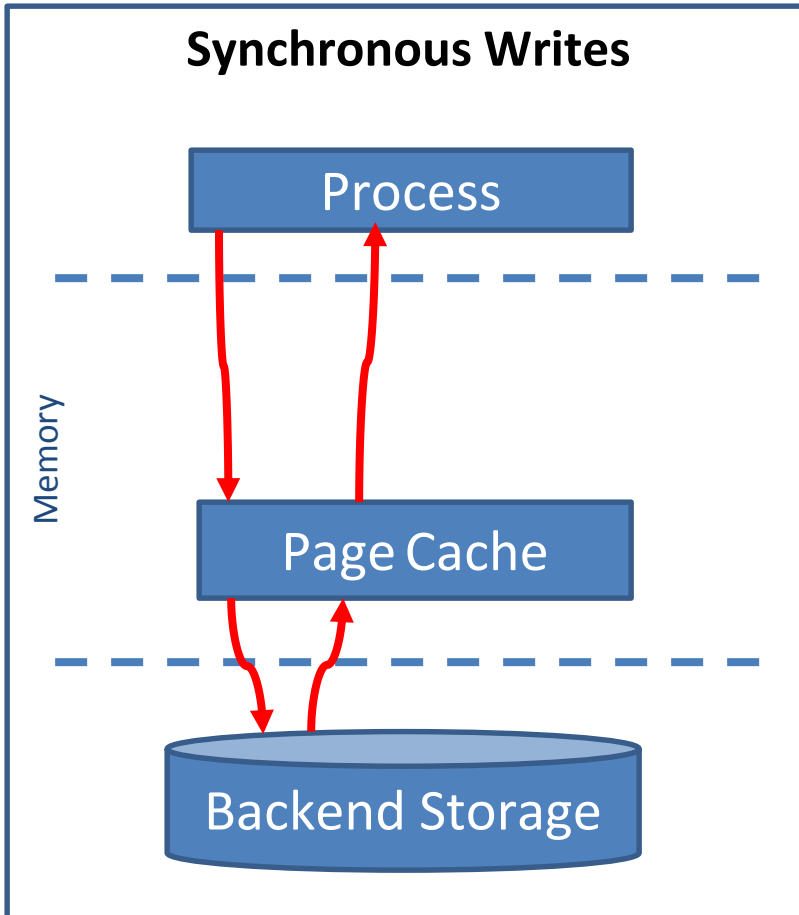 Synchronous Writes
Process
Memory
Page Cache
Backend Storage